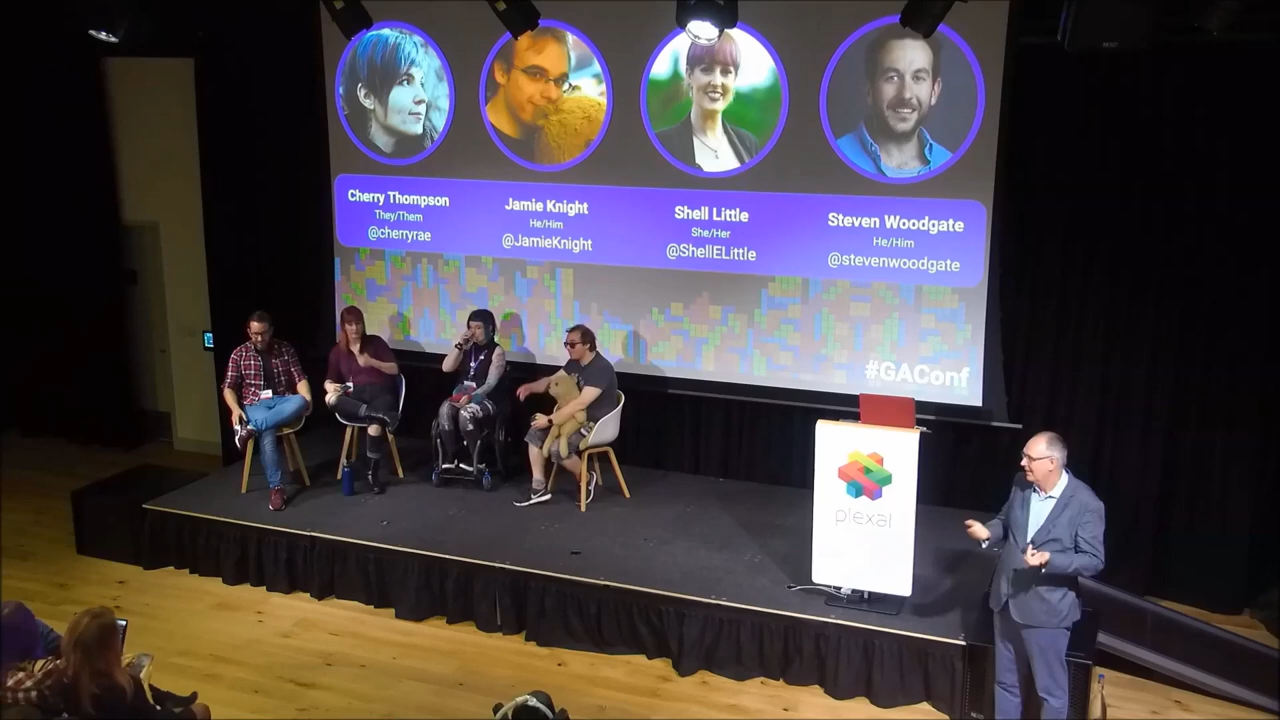 Cherry Thompson
They/Them
@cherryrae
Jamie Knight
He/Him
@JamieKnight
Shell Little
She/Her
@ShellELittle
Steven Woodgate
He/Him
@stevenwoodgate
#GAConf
plexal